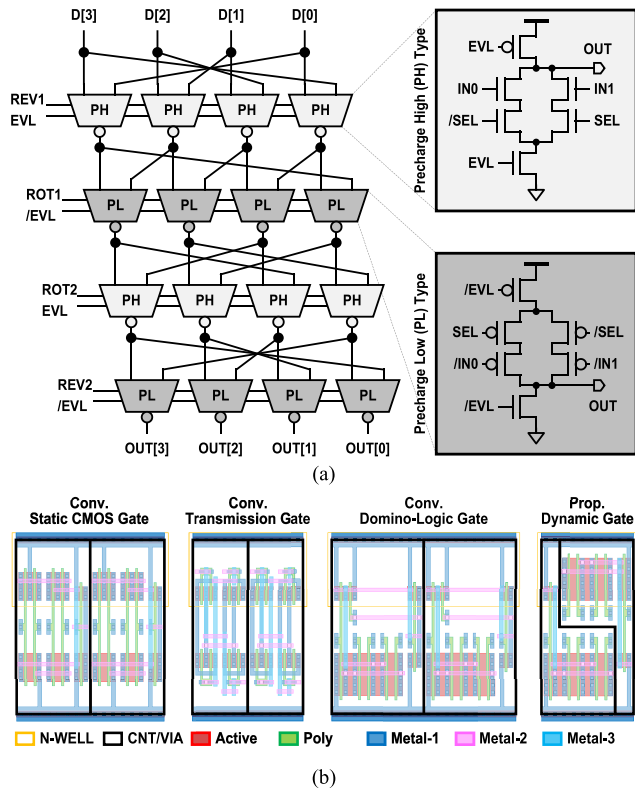 D[3] D[2] D[1] D[0]
REV1
EVL
PH PH PH PH
ROT1
/EVL
PL PL PL PL
ROT2
EVL
PH PH PH PH
REV2
/EVL
PL PL PL PL
OUT[3] OUT[2] OUT[1] OUT[0]
Precharge High (PH) Type
EVL
OUT
IN0 IN1
/SEL SEL
EVL
Precharge Low (PL) Type
/EVL
SEL /SEL
/IN0 /IN1
/EVL
OUT
(a)
Conv.
Static CMOS Gate
Conv.
Transmission Gate
Conv.
Domino-Logic Gate
Prop.
Dynamic Gate
N-WELL CNT/VIA Active Poly Metal-1 Metal-2 Metal-3
(b)